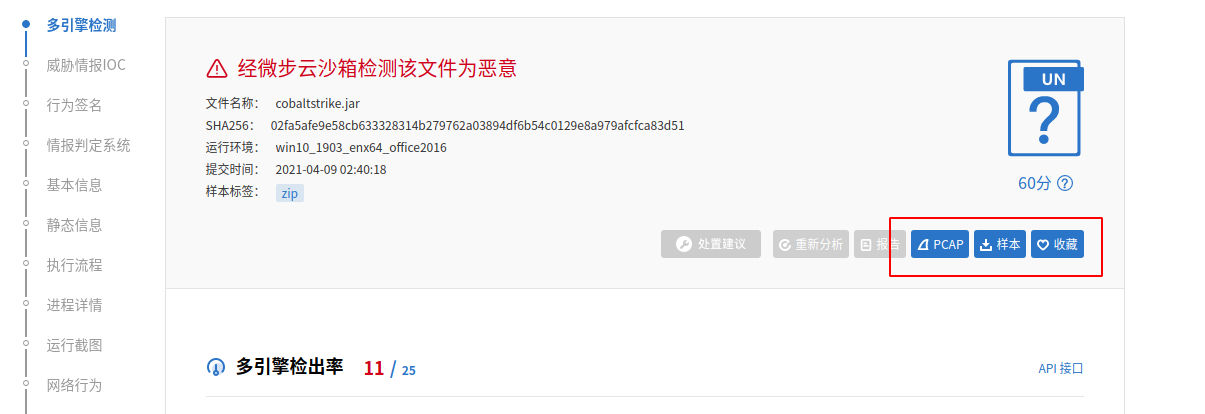 多引擎检测
威胁情报IOC
行为签名
情报判定系统
基本信息
静态信息
执行流程
进程详情
运行截图
网络行为
经微步云沙箱检测该文件为恶意
文件名称： cobaltstrike.jar
SHA256： 02fa5afe9e58cb633328314b279762a03894df6b54c0129e8a979afcfca83d51
运行环境： win10_1903_enx64_office2016
提交时间： 2021-04-09 02:40:18
样本标签： zip
UN
?
60分 ?
处置建议 重新分析 报告 PCAP 样本 收藏
多引擎检出率 11 / 25
API 接口